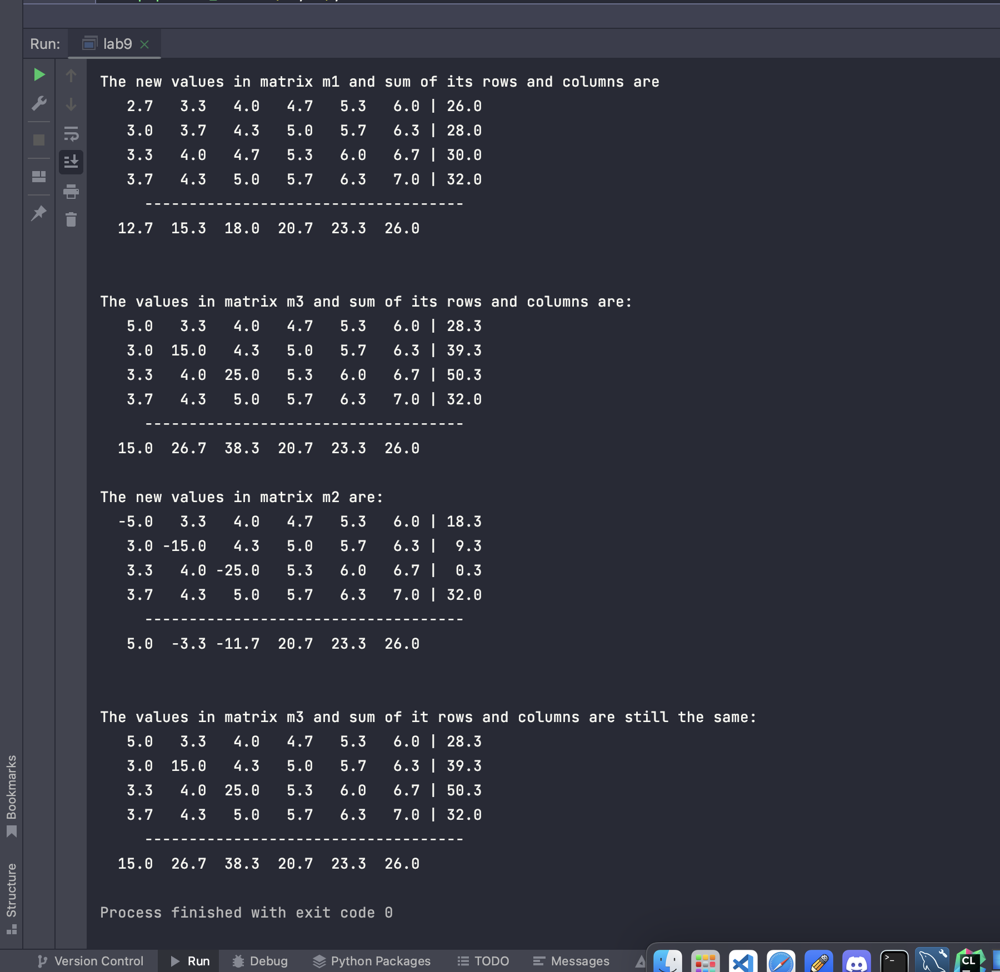 Run: lab9
The new values in matrix m1 and sum of its rows and columns are
   2.7   3.3   4.0   4.7   5.3   6.0 | 26.0
   3.0   3.7   4.3   5.0   5.7   6.3 | 28.0
   3.3   4.0   4.7   5.3   6.0   6.7 | 30.0
   3.7   4.3   5.0   5.7   6.3   7.0 | 32.0
     ------------------------------------
  12.7  15.3  18.0  20.7  23.3  26.0
The values in matrix m3 and sum of its rows and columns are:
   5.0   3.3   4.0   4.7   5.3   6.0 | 28.3
   3.0  15.0   4.3   5.0   5.7   6.3 | 39.3
   3.3   4.0  25.0   5.3   6.0   6.7 | 50.3
   3.7   4.3   5.0   5.7   6.3   7.0 | 32.0
     ------------------------------------
  15.0  26.7  38.3  20.7  23.3  26.0
The new values in matrix m2 are:
  -5.0   3.3   4.0   4.7   5.3   6.0 | 18.3
   3.0 -15.0   4.3   5.0   5.7   6.3 |  9.3
   3.3   4.0 -25.0   5.3   6.0   6.7 |  0.3
   3.7   4.3   5.0   5.7   6.3   7.0 | 32.0
     ------------------------------------
   5.0  -3.3 -11.7  20.7  23.3  26.0
The values in matrix m3 and sum of it rows and columns are still the same:
   5.0   3.3   4.0   4.7   5.3   6.0 | 28.3
   3.0  15.0   4.3   5.0   5.7   6.3 | 39.3
   3.3   4.0  25.0   5.3   6.0   6.7 | 50.3
   3.7   4.3   5.0   5.7   6.3   7.0 | 32.0
     ------------------------------------
  15.0  26.7  38.3  20.7  23.3  26.0
Process finished with exit code 0
Bookmarks
Structure
Version Control Run Debug Python Packages TODO Messages
>_
CL